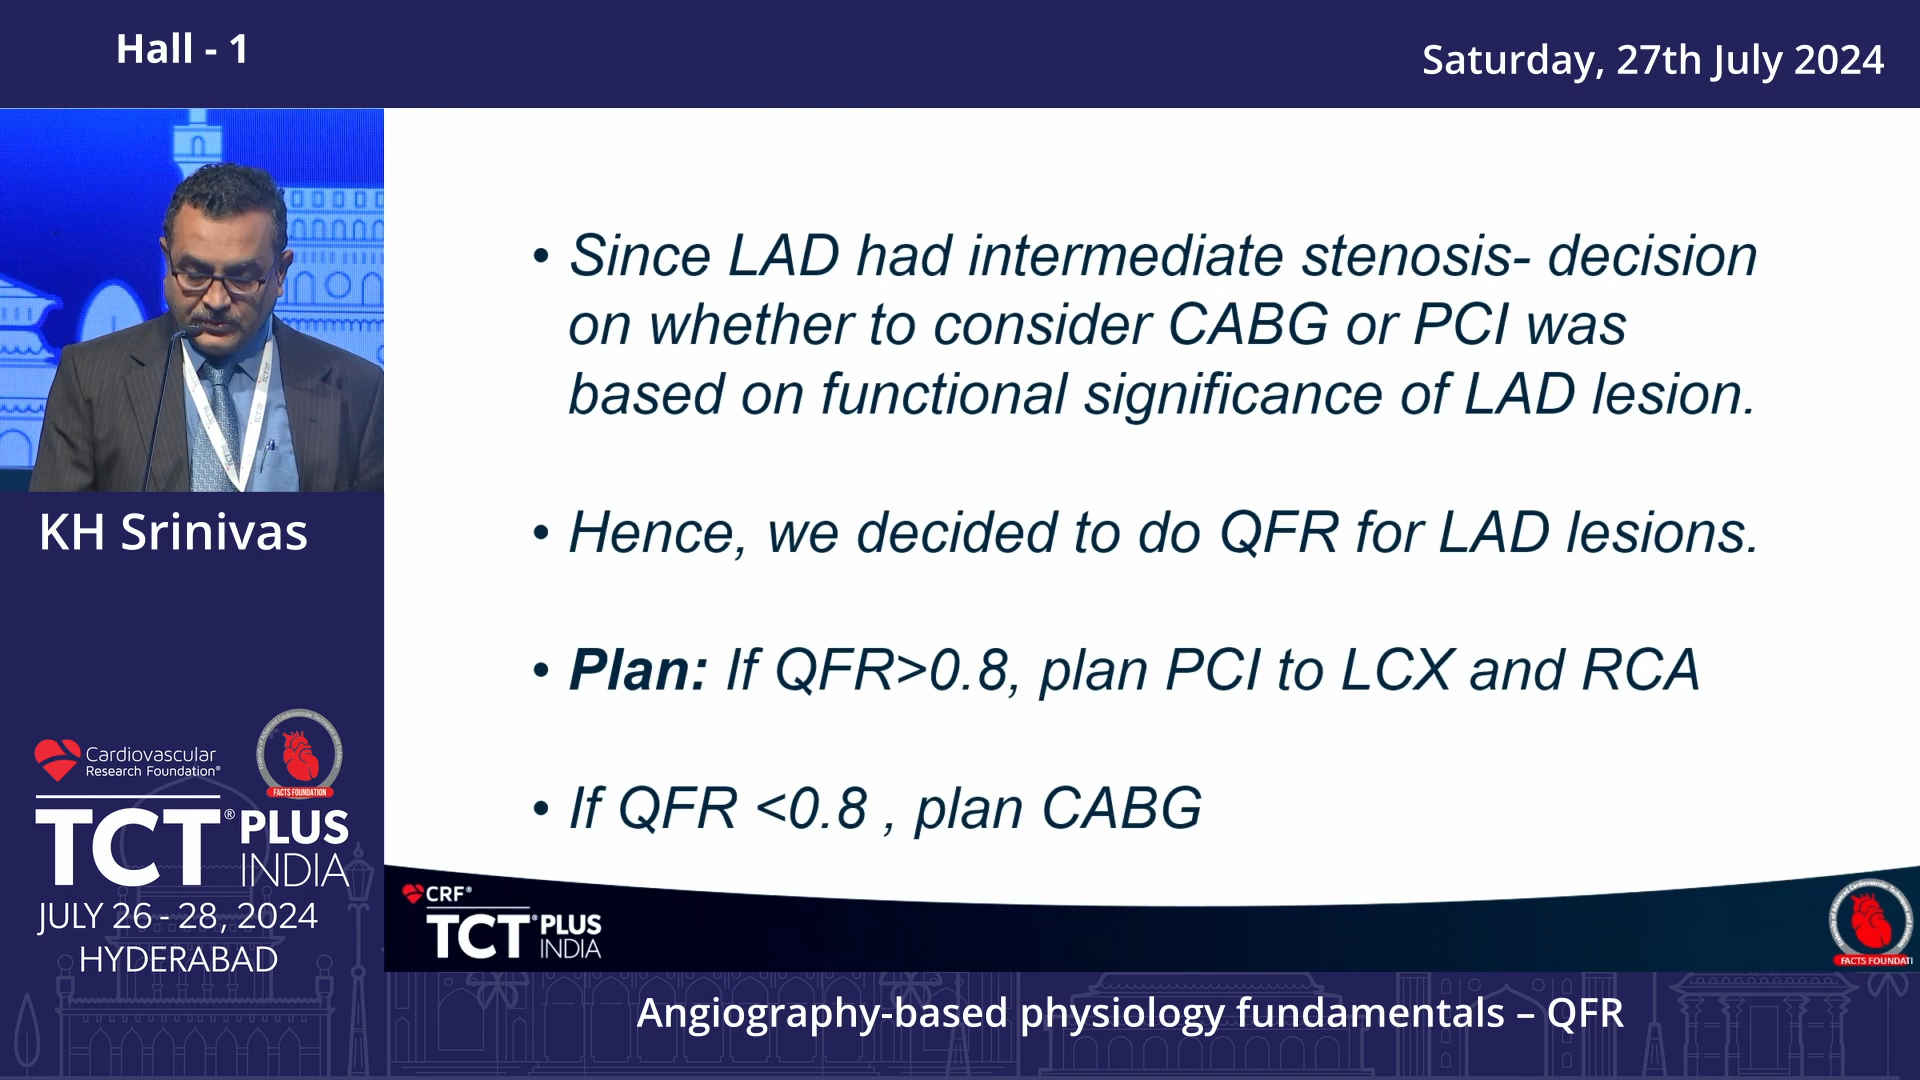 Hall - 1
Saturday, 27th July 2024
• Since LAD had intermediate stenosis- decision
on whether to consider CABG or PCI was
based on functional significance of LAD lesion.
• Hence, we decided to do QFR for LAD lesions.
• Plan: If QFR>0.8, plan PCI to LCX and RCA
• If QFR <0.8 , plan CABG
KH Srinivas
Cardiovascular
Research Foundation®
FACTS FOUNDATION
TCT® PLUS
INDIA
JULY 26 - 28, 2024
HYDERABAD
CRF®
TCT® PLUS
INDIA
FACTS FOUNDATI
Angiography-based physiology fundamentals – QFR